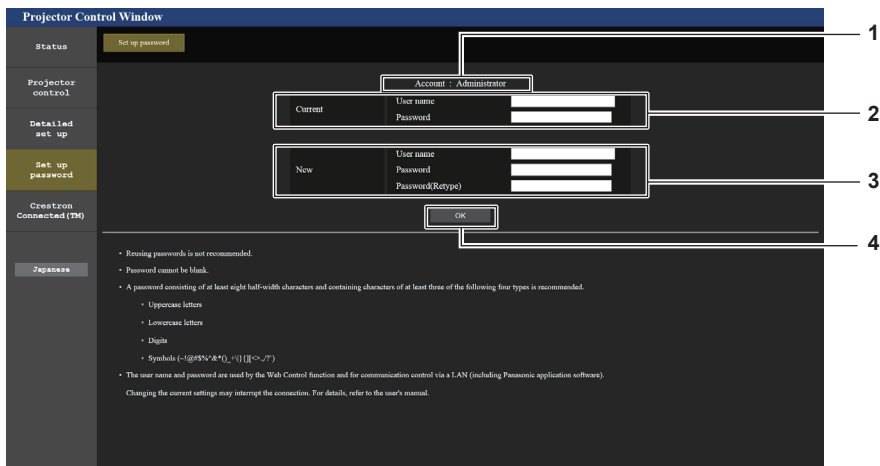 Projector Control Window
1
Status
Set up password
Projector
control
Account : Administrator
Current
User name
Password
2
Detailed
set up
Set up
password
New
User name
Password
Password(Retype)
3
Crestron
Connected(TM)
OK
4
Japanese
• Reusing passwords is not recommended.
• Password cannot be blank.
• A password consisting of at least eight half-width characters and containing characters of at least three of the following four types is recommended.
• Uppercase letters
• Lowercase letters
• Digits
• Symbols
• The user name and password are used by the Web Control function and for communication control via a LAN (including Panasonic application software).
Changing the current settings may interrupt the connection. For details, refer to the user's manual.